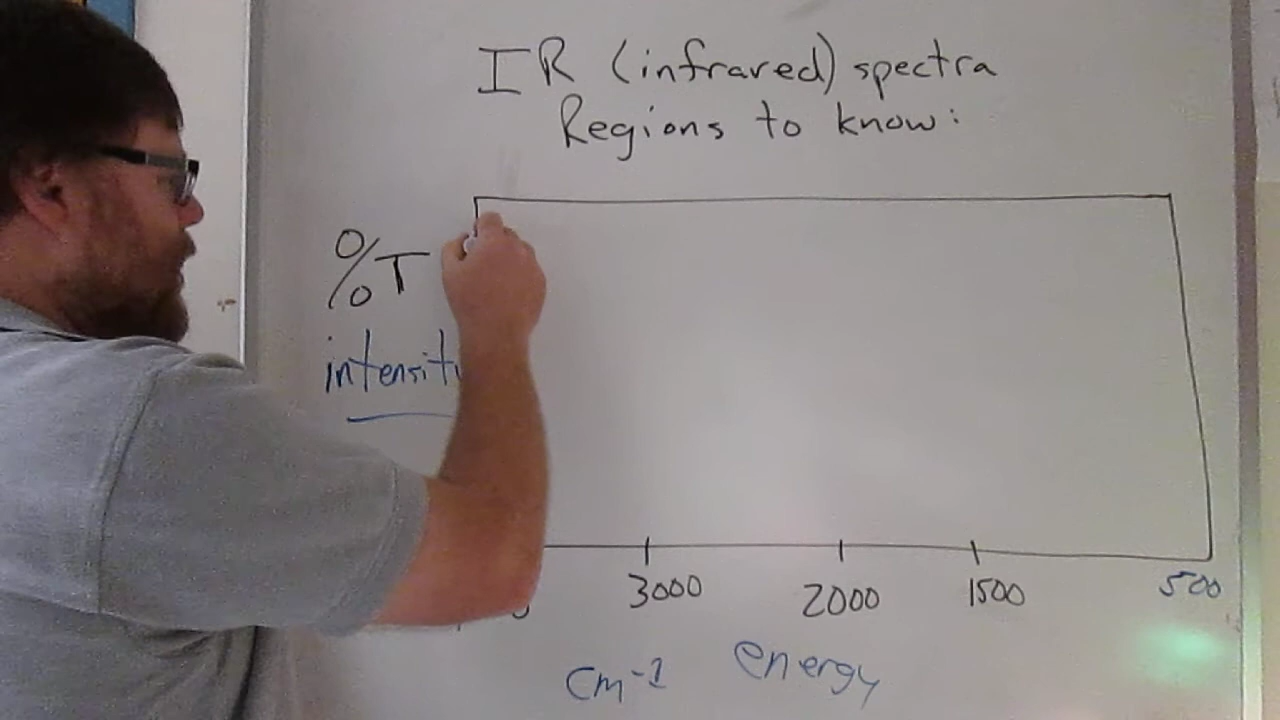 IR (infrared) spectra
Regions to know:
%T
3000 2000 1500 500
cm⁻¹ energy